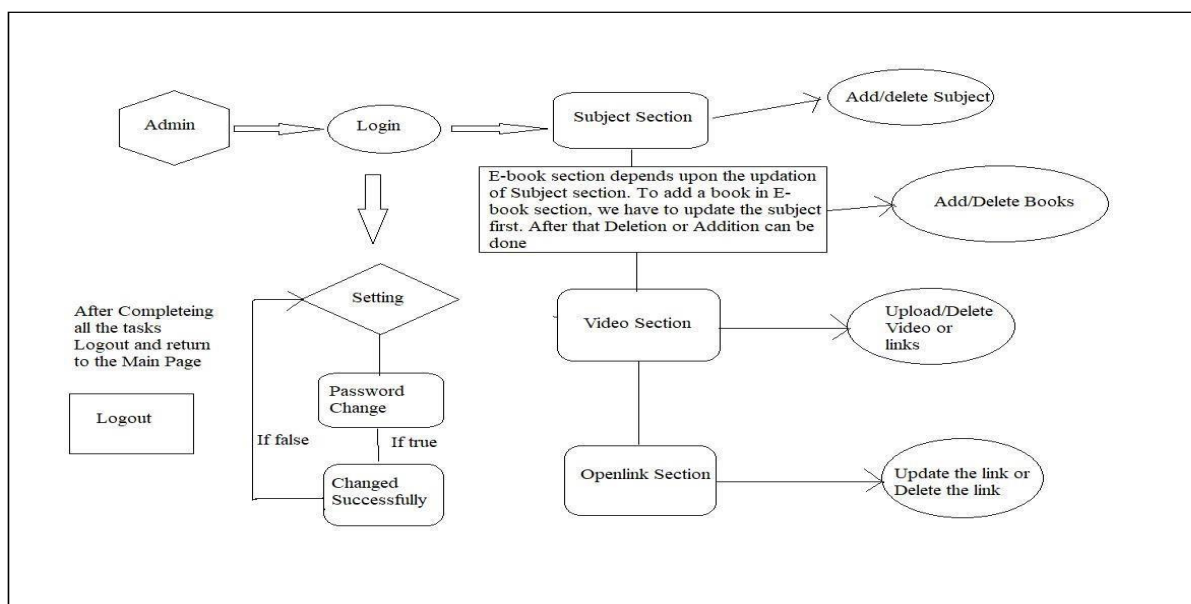 Admin
Login
Subject Section
Add/delete Subject
E-book section depends upon the updation
of Subject section. To add a book in E-
book section, we have to update the subject
first. After that Deletion or Addition can be
done
Add/Delete Books
Setting
Video Section
Upload/Delete
Video or
links
After Completeing
all the tasks
Logout and return
to the Main Page
Password
Change
Logout
If false
If true
Changed
Successfully
Openlink Section
Update the link or
Delete the link